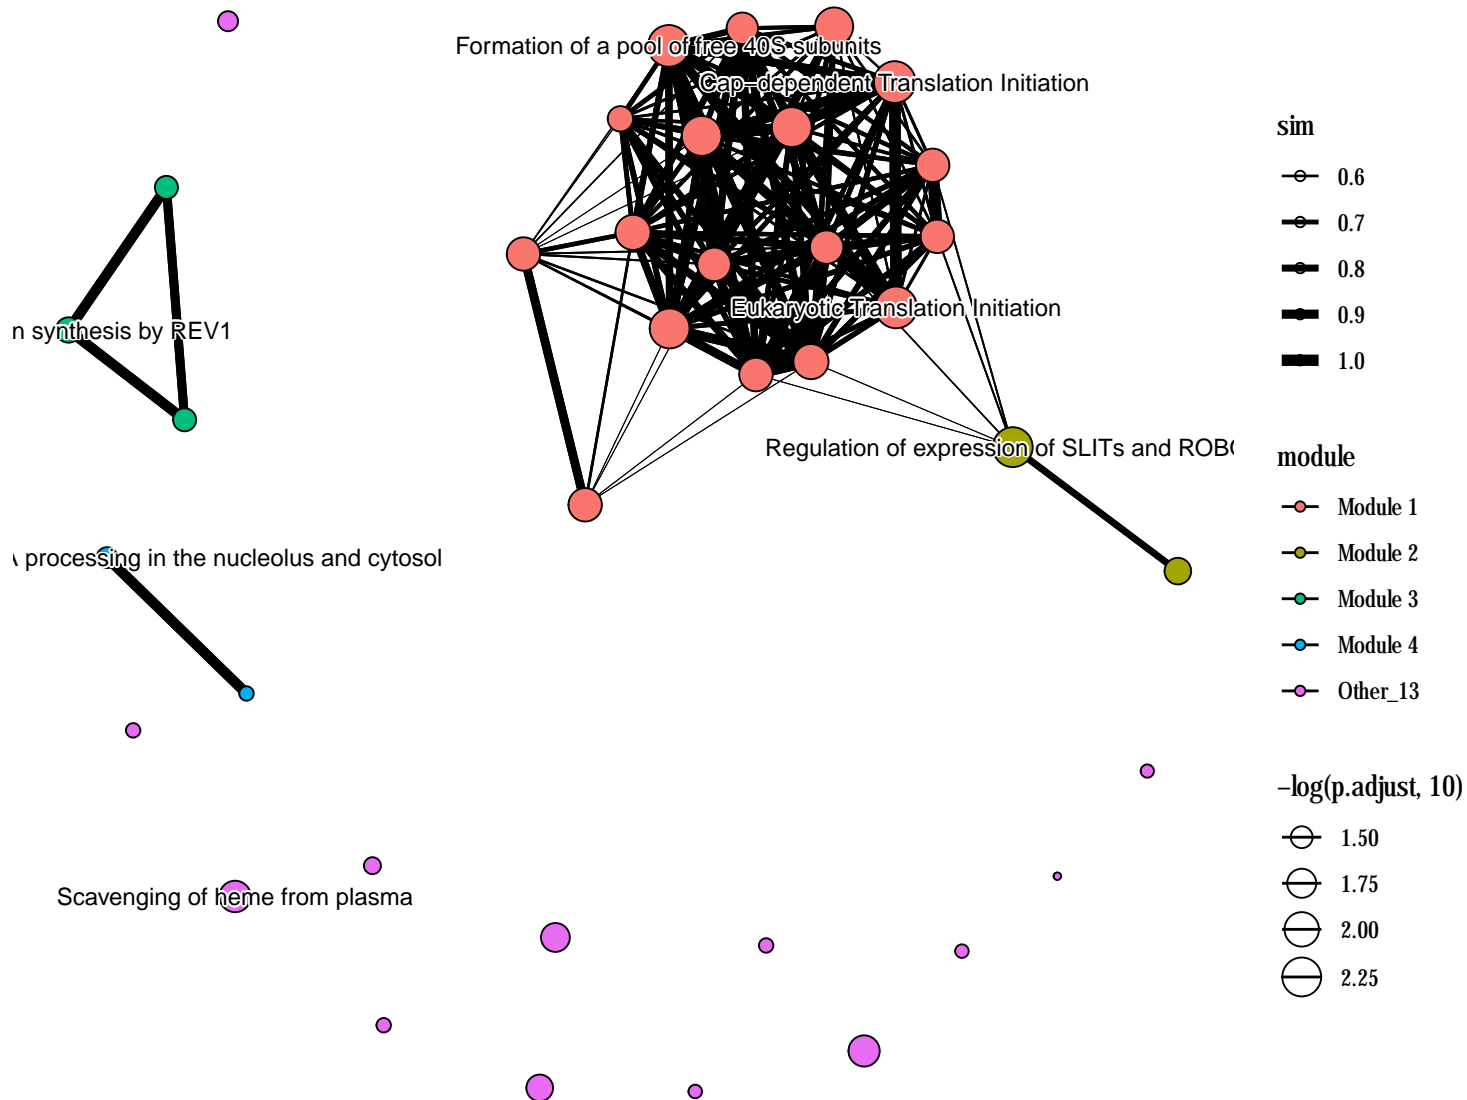 Formation of a pool of free 40S subunits
Cap−dependent Translation Initiation
Eukaryotic Translation Initiation
n synthesis by REV1
Regulation of expression of SLITs and ROB
processing in the nucleolus and cytosol
Scavenging of heme from plasma
sim
0.6
0.7
0.8
0.9
1.0
module
Module 1
Module 2
Module 3
Module 4
Other_13
−log(p.adjust, 10)
1.50
1.75
2.00
2.25